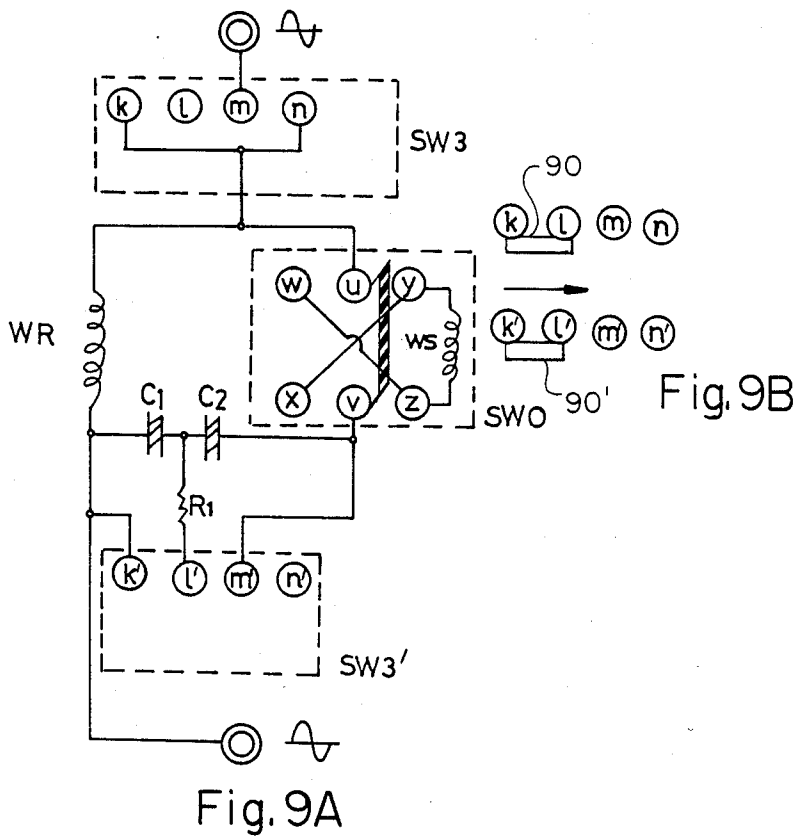 k l m n
SW3
90
k l m n
w u y
WR
ws
k' l' m' n'
C1 C2
x v z
SW0
90'
Fig.9B
R1
k' l' m' n'
SW3'
Fig.9A